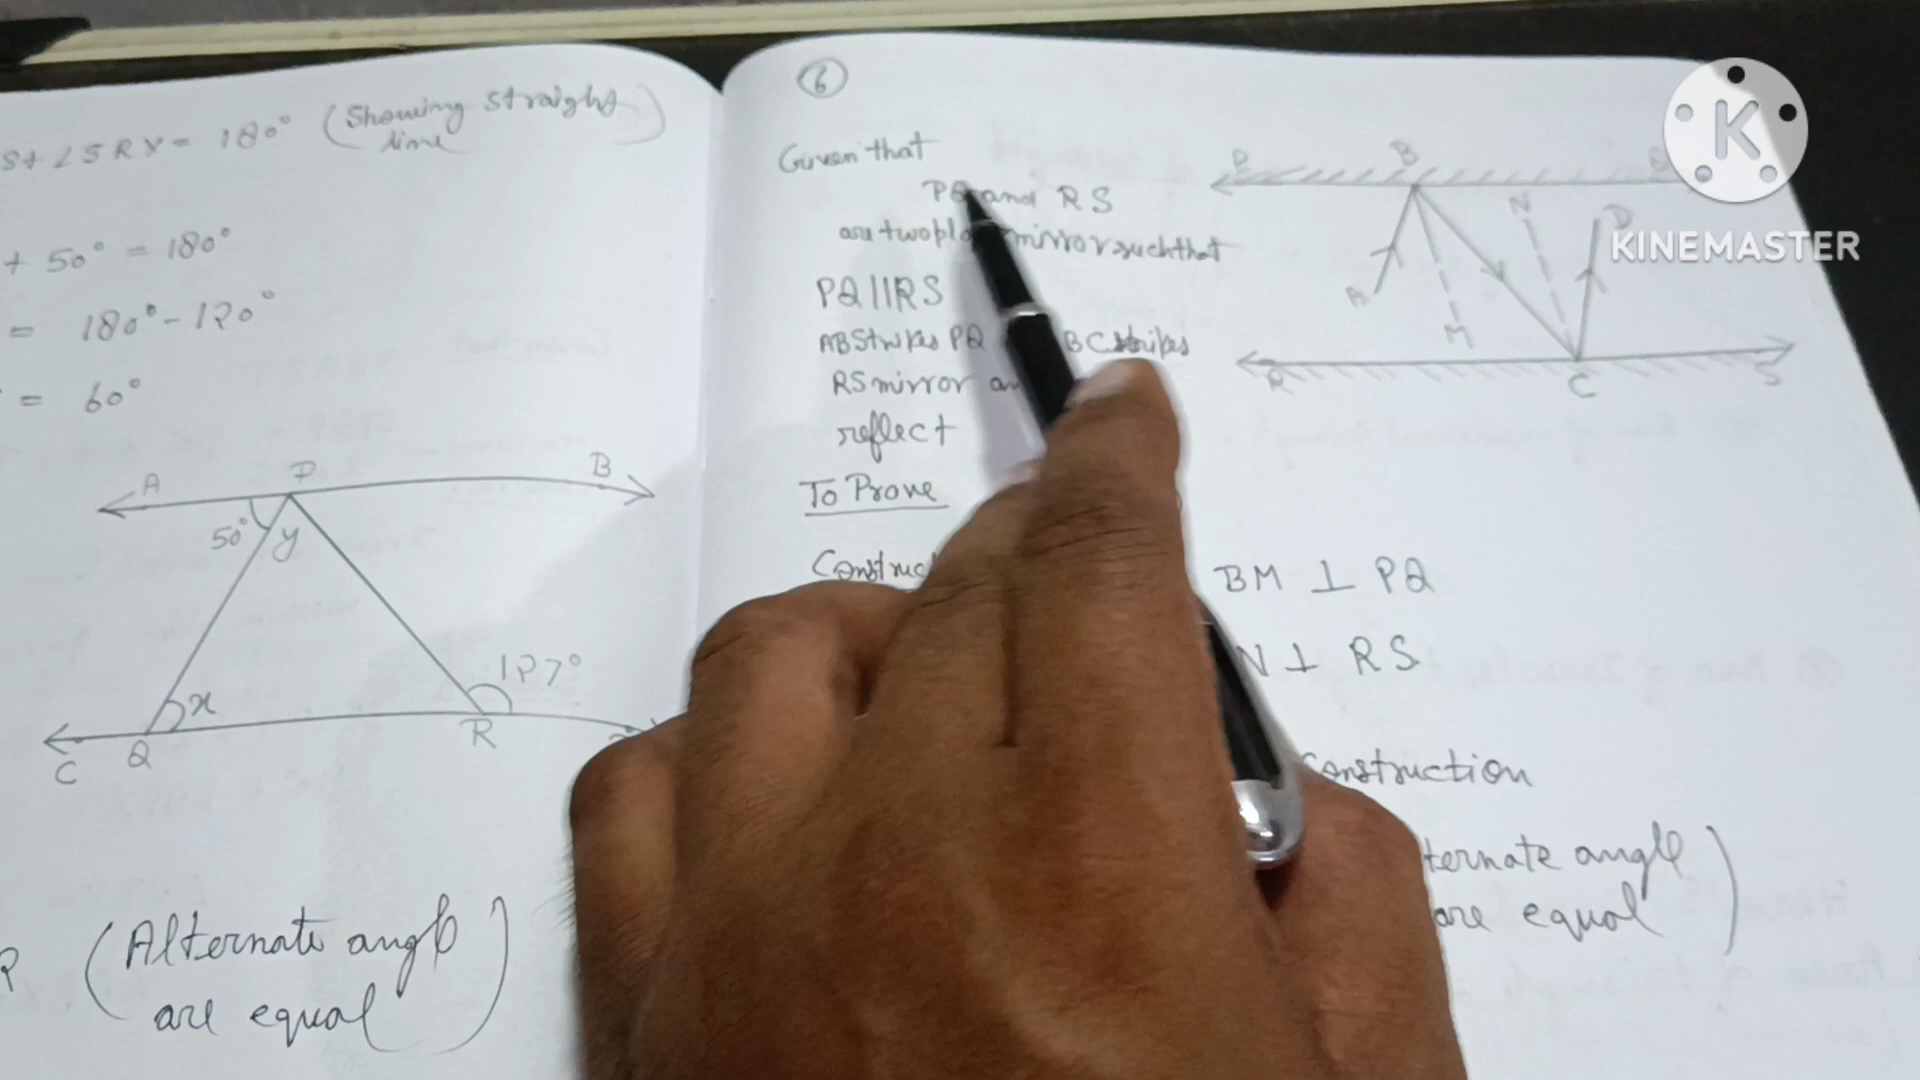 S+ ∠SRX= 180° (Showing straight
line
+ 50° = 180°
= 180°-120°
= 60°
A P B
50° y
x 127°
C Q R
(Alternate angle
are equal)
6
Given that
PQ and RS
are two mirror such that
PQ||RS
AB Strikes PQ BC strikes
RS mirror
reflect
To Prove
BM ⊥ PQ
N ⊥ RS
Construction
ternate angle
are equal)
P B
N D
A M
R C S
K
KINEMASTER